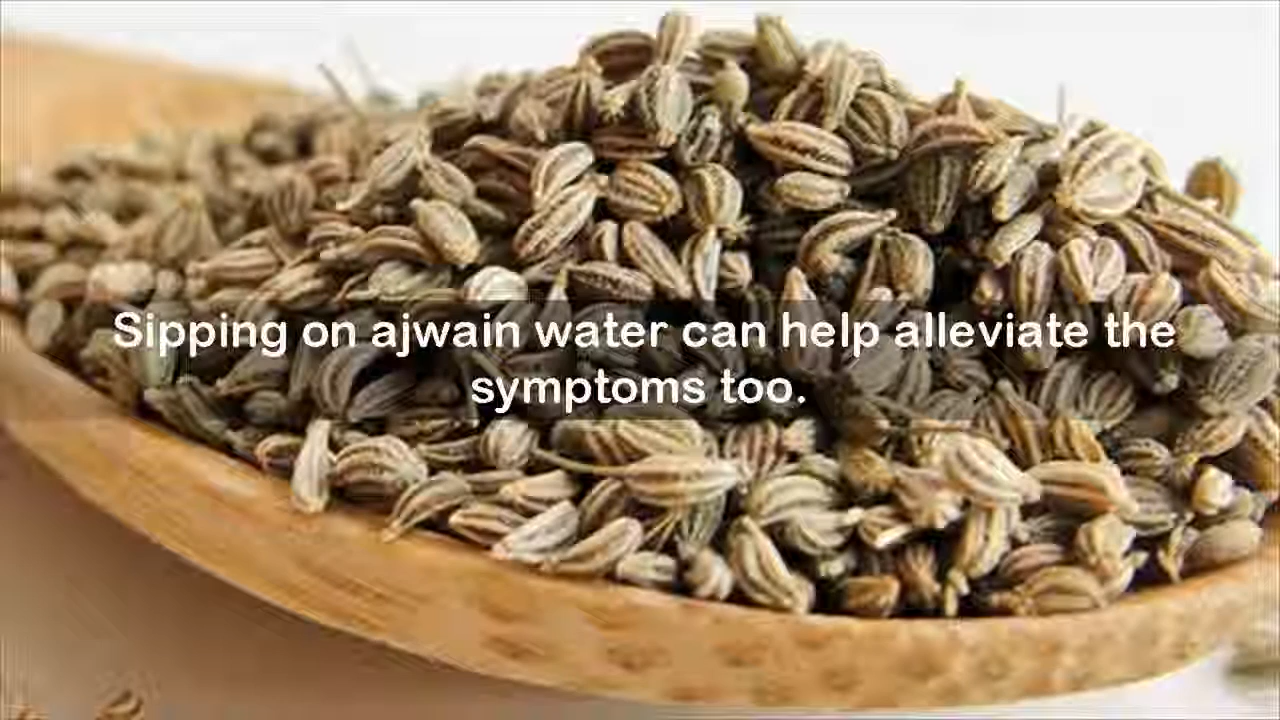 Sipping on ajwain water can help alleviate the
symptoms too.